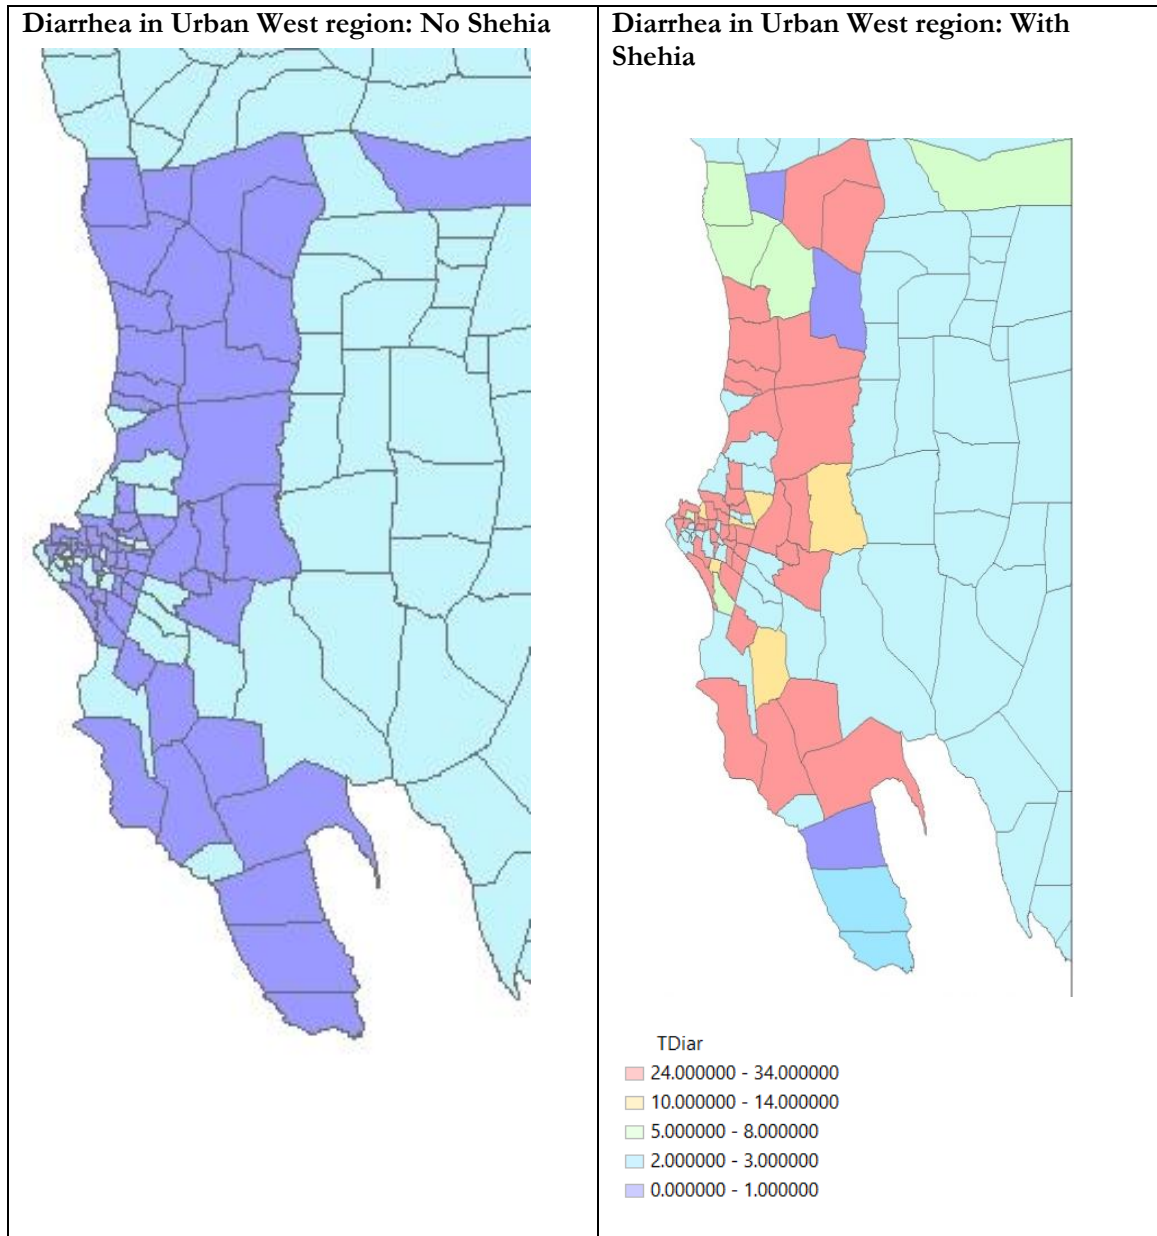 Diarrhea in Urban West region: No Shehia
Diarrhea in Urban West region: With
Shehia
TDiar
24.000000 - 34.000000
10.000000 - 14.000000
5.000000 - 8.000000
2.000000 - 3.000000
0.000000 - 1.000000